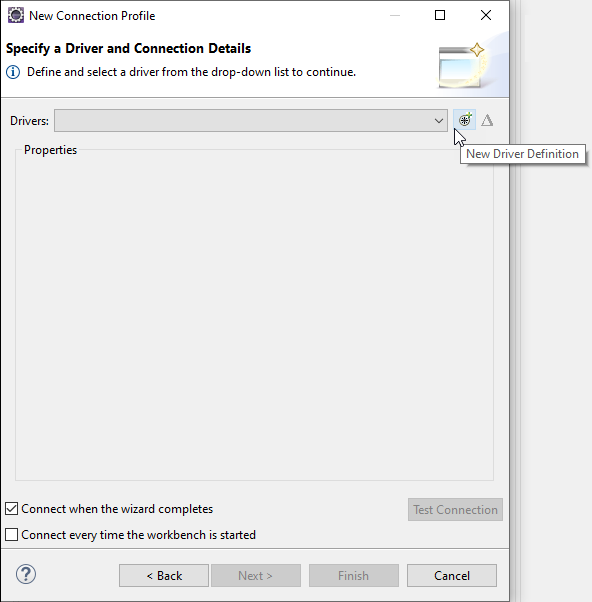 New Connection Profile
Specify a Driver and Connection Details
Define and select a driver from the drop-down list to continue.
Drivers:
New Driver Definition
Properties
Connect when the wizard completes
Test Connection
Connect every time the workbench is started
< Back
Next >
Finish
Cancel